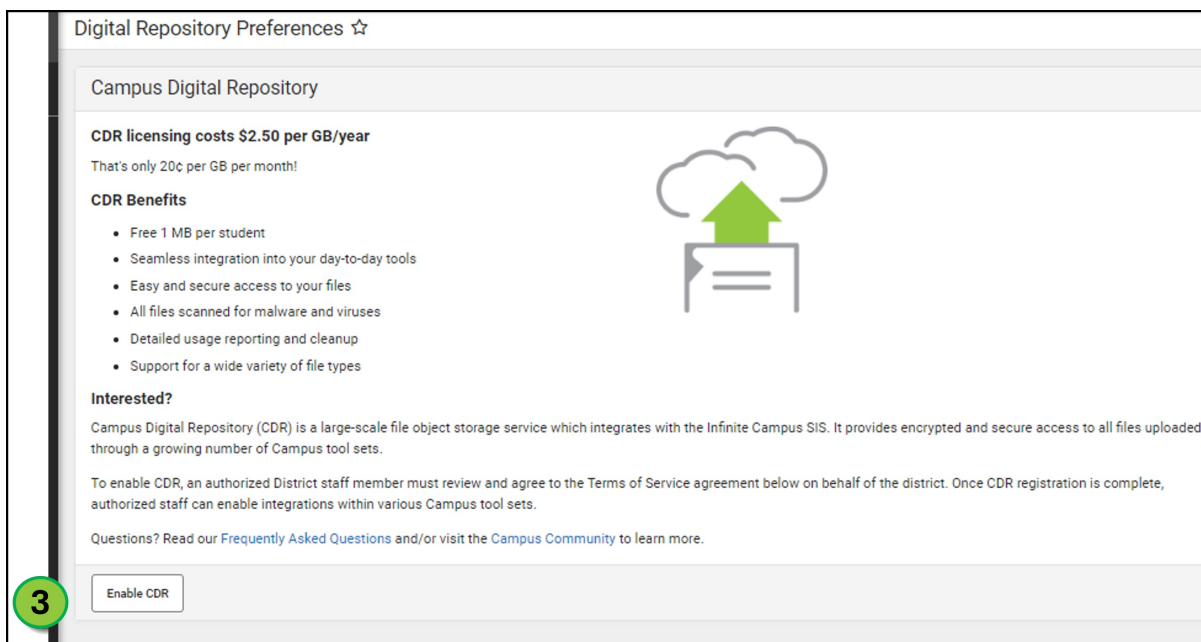 Digital Repository Preferences
Campus Digital Repository
CDR licensing costs $2.50 per GB/year
That's only 20¢ per GB per month!
CDR Benefits
Free 1 MB per student
Seamless integration into your day-to-day tools
Easy and secure access to your files
All files scanned for malware and viruses
Detailed usage reporting and cleanup
Support for a wide variety of file types
Interested?
Campus Digital Repository (CDR) is a large-scale file object storage service which integrates with the Infinite Campus SIS. It provides encrypted and secure access to all files uploaded
through a growing number of Campus tool sets.
To enable CDR, an authorized District staff member must review and agree to the Terms of Service agreement below on behalf of the district. Once CDR registration is complete,
authorized staff can enable integrations within various Campus tool sets.
Questions? Read our Frequently Asked Questions and/or visit the Campus Community to learn more.
3 Enable CDR